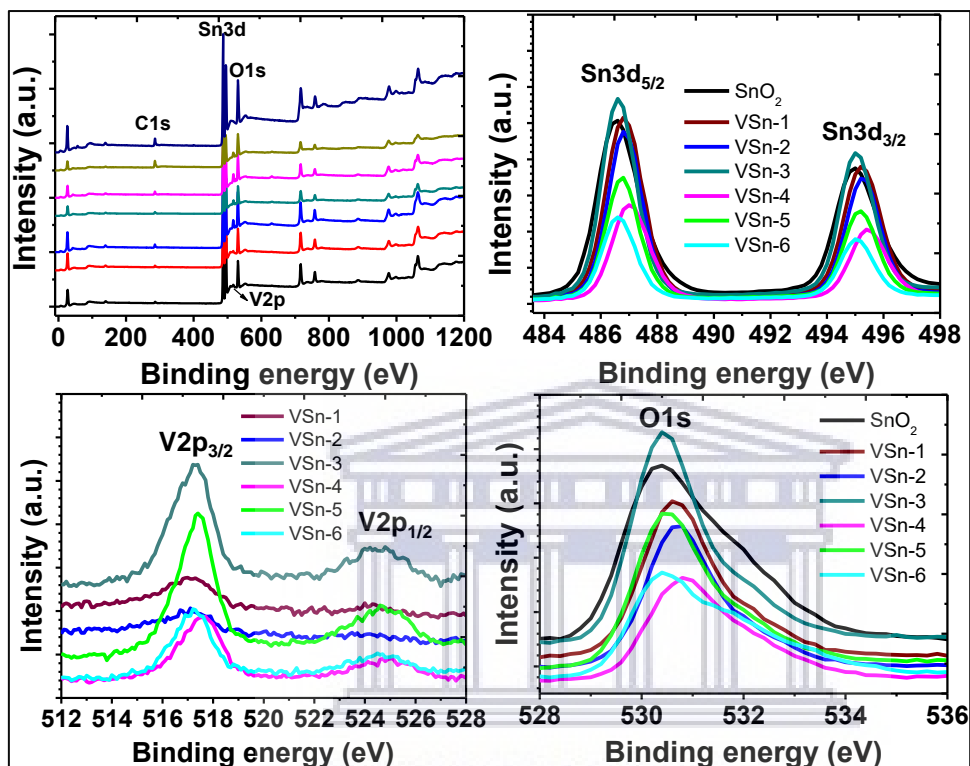 Sn3d
O1s
C1s
V2p
Intensity (a.u.)
0 200 400 600 800 1000 1200
Binding energy (eV)
Sn3d5/2
Sn3d3/2
SnO2
VSn-1
VSn-2
VSn-3
VSn-4
VSn-5
VSn-6
Intensity (a.u.)
484 486 488 490 492 494 496 498
Binding energy (eV)
V2p3/2
V2p1/2
VSn-1
VSn-2
VSn-3
VSn-4
VSn-5
VSn-6
Intensity (a.u.)
512 514 516 518 520 522 524 526 528
Binding energy (eV)
O1s
SnO2
VSn-1
VSn-2
VSn-3
VSn-4
VSn-5
VSn-6
Intensity (a.u.)
528 530 532 534 536
Binding energy (eV)